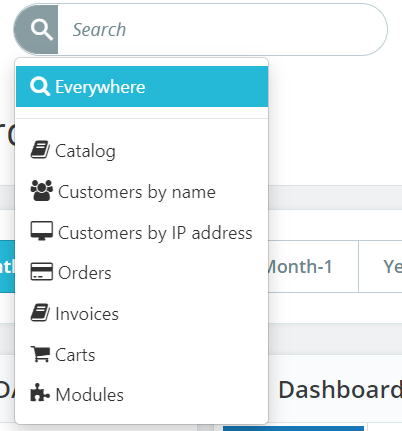 Search
Everywhere
Catalog
Customers by name
Customers by IP address
Orders
Month-1
Invoices
Carts
Modules
Dashboard